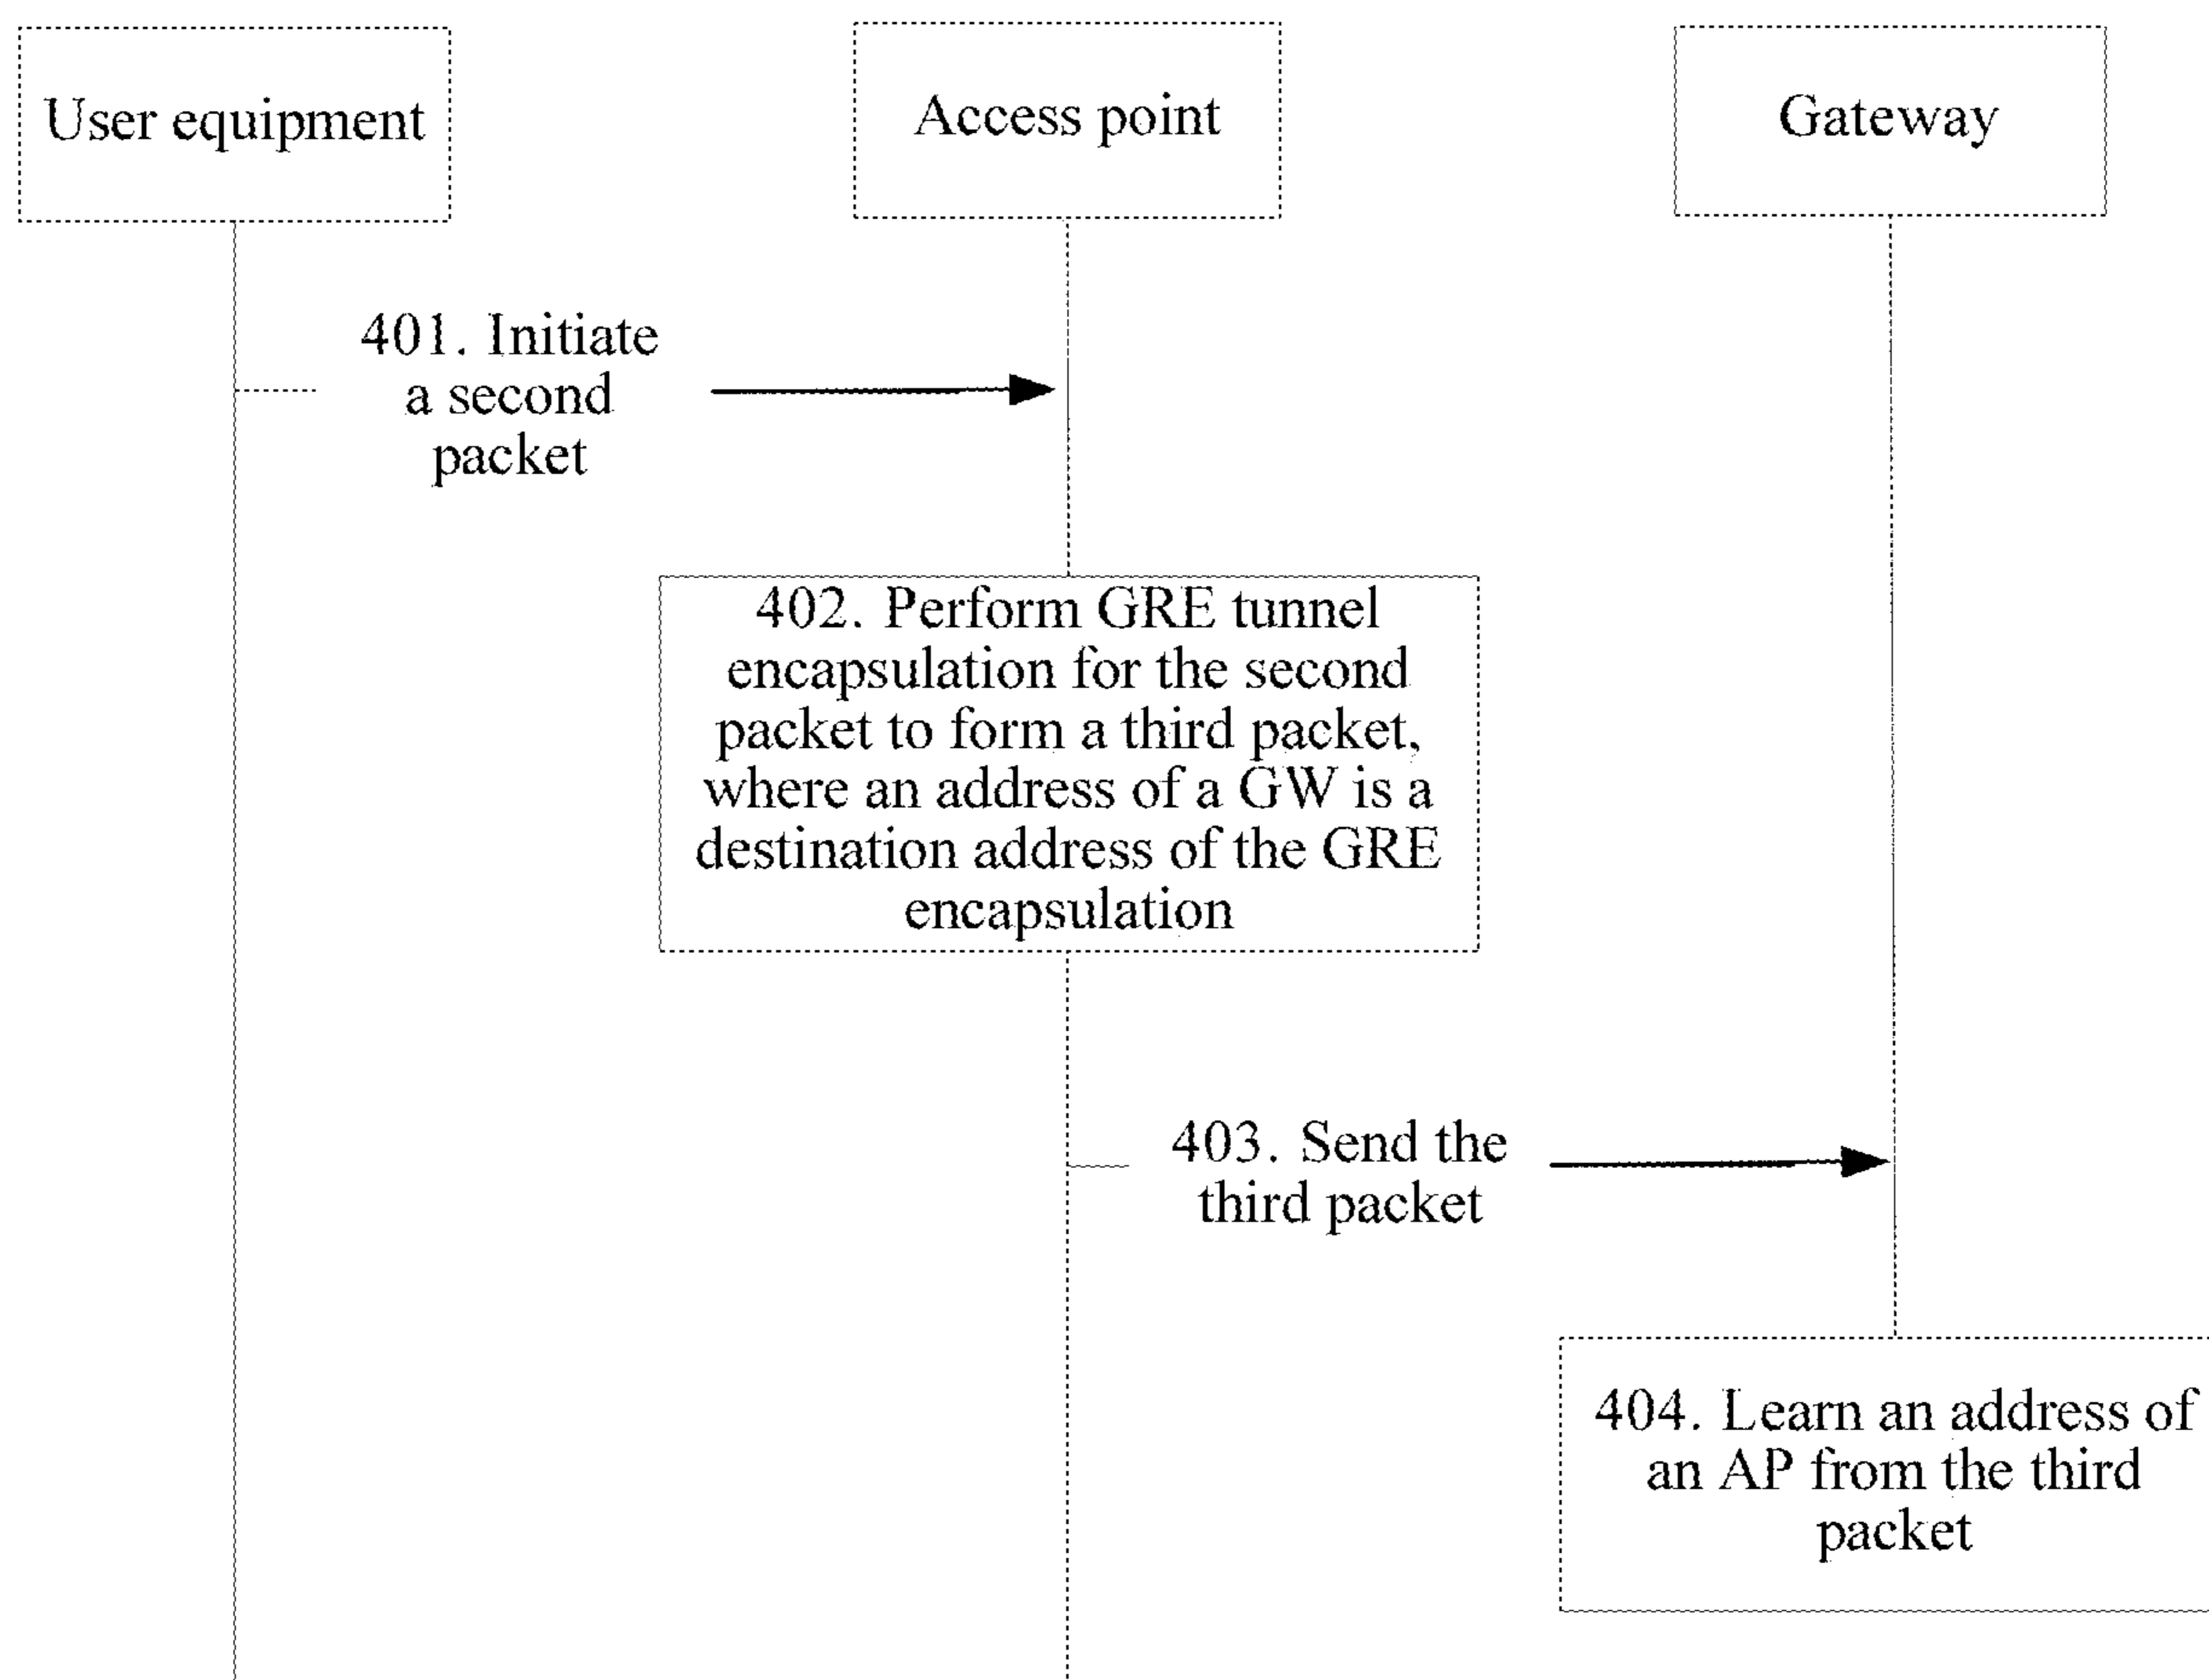 User equipment
Access point
Gateway
401. Initiate
a second
packet
402. Perform GRE tunnel
encapsulation for the second
packet to form a third packet,
where an address of a GW is a
destination address of the GRE
encapsulation
403. Send the
third packet
404. Learn an address of
an AP from the third
packet